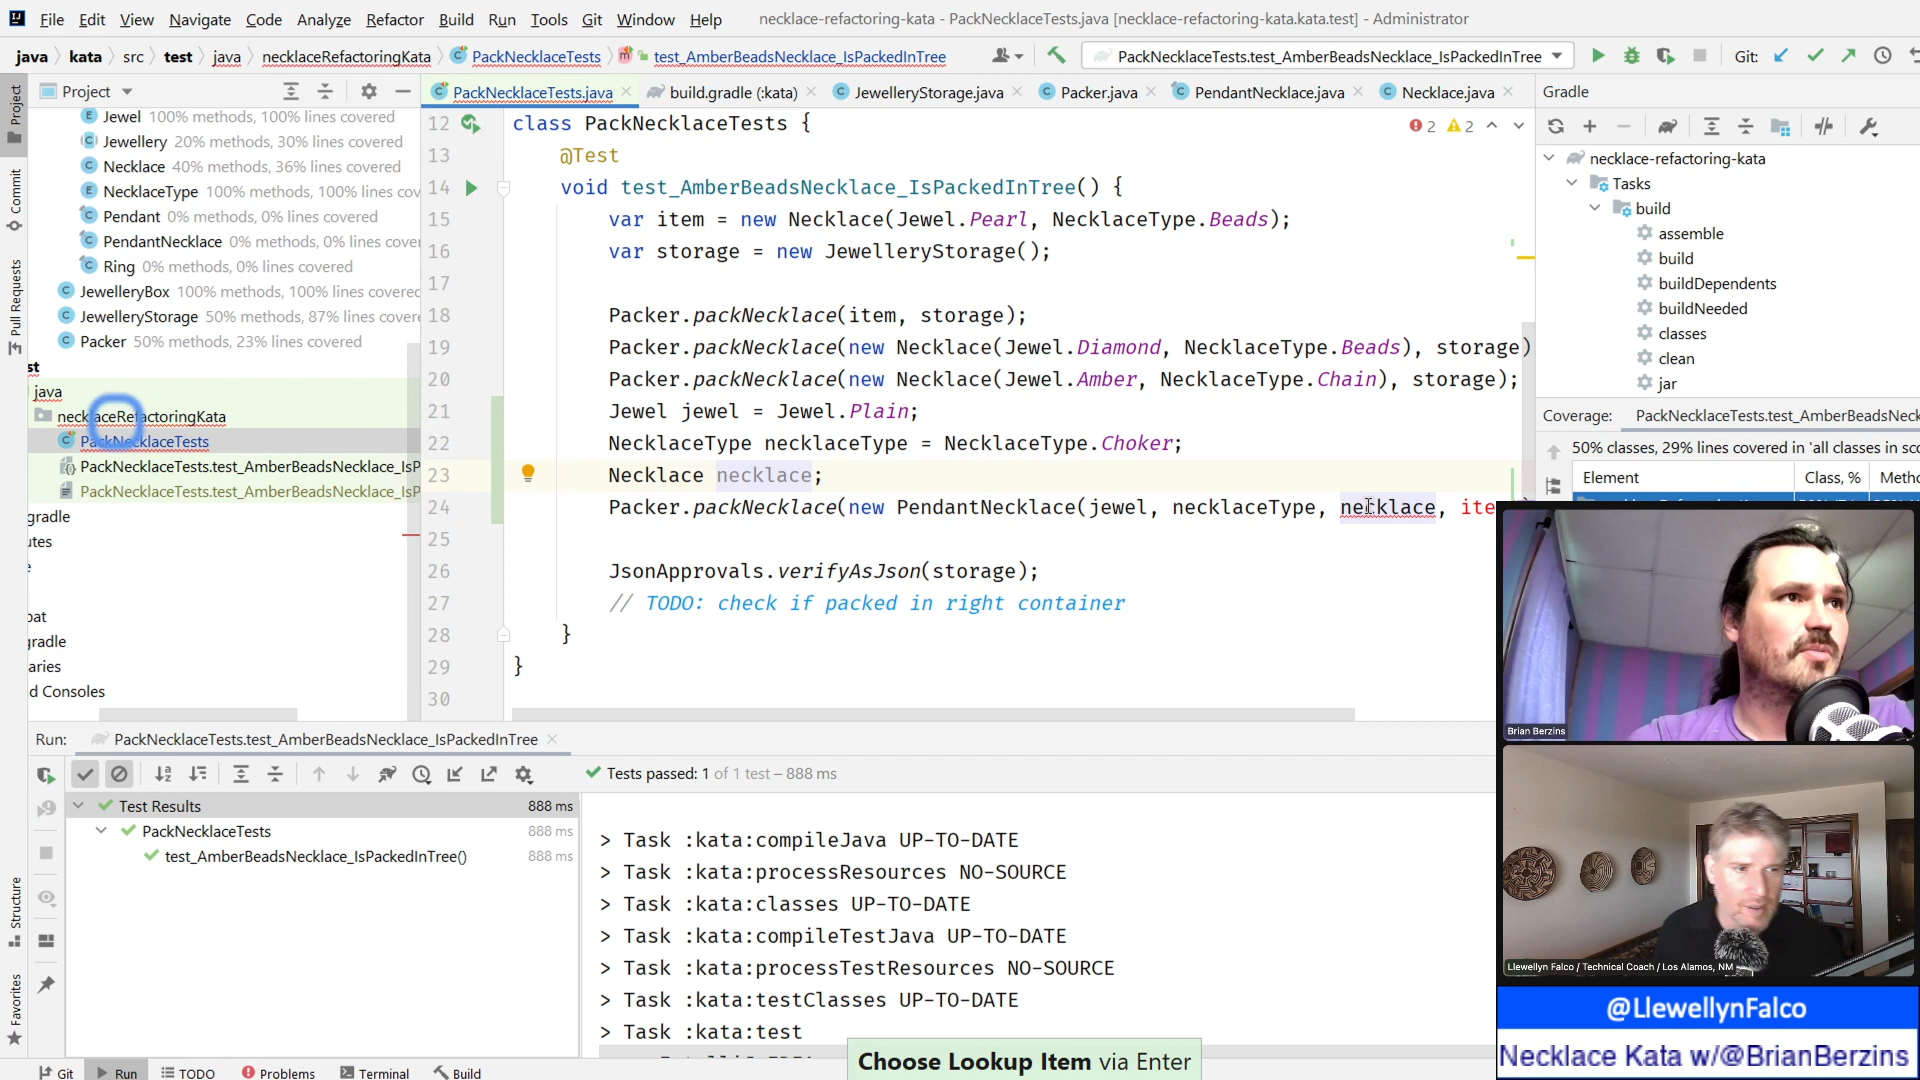 File Edit View Navigate Code Analyze Refactor Build Run Tools Git Window Help necklace-refactoring-kata - PackNecklaceTests.java [necklace-refactoring-kata.kata.test] - Administrator
java kata src test java necklaceRefactoringKata PackNecklaceTests test_AmberBeadsNecklace_IsPackedInTree PackNecklaceTests.test_AmberBeadsNecklace_IsPackedInTree Git:
Project
PackNecklaceTests.java build.gradle (:kata) JewelleryStorage.java Packer.java PendantNecklace.java Necklace.java Gradle
Project
Commit
Pull Requests
Structure
Favorites
Jewel 100% methods, 100% lines covered
Jewellery 20% methods, 30% lines covered
Necklace 40% methods, 36% lines covered
NecklaceType 100% methods, 100% lines cov
Pendant 0% methods, 0% lines covered
PendantNecklace 0% methods, 0% lines cove
Ring 0% methods, 0% lines covered
JewelleryBox 100% methods, 100% lines covered
JewelleryStorage 50% methods, 87% lines cover
Packer 50% methods, 23% lines covered
st
java
necklaceRefactoringKata
PackNecklaceTests
PackNecklaceTests.test_AmberBeadsNecklace_IsP
PackNecklaceTests.test_AmberBeadsNecklace_IsP
gradle
utes
e
bat
gradle
aries
d Consoles
12 class PackNecklaceTests {
2 2
13 @Test
14 void test_AmberBeadsNecklace_IsPackedInTree() {
15 var item = new Necklace(Jewel.Pearl, NecklaceType.Beads);
16 var storage = new JewelleryStorage();
17
18 Packer.packNecklace(item, storage);
19 Packer.packNecklace(new Necklace(Jewel.Diamond, NecklaceType.Beads), storage)
20 Packer.packNecklace(new Necklace(Jewel.Amber, NecklaceType.Chain), storage);
21 Jewel jewel = Jewel.Plain;
22 NecklaceType necklaceType = NecklaceType.Choker;
23 Necklace necklace;
24 Packer.packNecklace(new PendantNecklace(jewel, necklaceType, necklace, ite
25
26 JsonApprovals.verifyAsJson(storage);
27 // TODO: check if packed in right container
28 }
29 }
30
necklace-refactoring-kata
Tasks
build
assemble
build
buildDependents
buildNeeded
classes
clean
jar
Coverage: PackNecklaceTests.test_AmberBeadsNeck
50% classes, 29% lines covered in 'all classes in sco
Element Class, % Metho
Run: PackNecklaceTests.test_AmberBeadsNecklace_IsPackedInTree
Tests passed: 1 of 1 test – 888 ms
Test Results 888 ms
PackNecklaceTests 888 ms
test_AmberBeadsNecklace_IsPackedInTree() 888 ms
> Task :kata:compileJava UP-TO-DATE
> Task :kata:processResources NO-SOURCE
> Task :kata:classes UP-TO-DATE
> Task :kata:compileTestJava UP-TO-DATE
> Task :kata:processTestResources NO-SOURCE
> Task :kata:testClasses UP-TO-DATE
> Task :kata:test
Brian Berzins
Llewellyn Falco / Technical Coach / Los Alamos, NM
@LlewellynFalco
Necklace Kata w/@BrianBerzins
Choose Lookup Item via Enter
Git Run TODO Problems Terminal Build